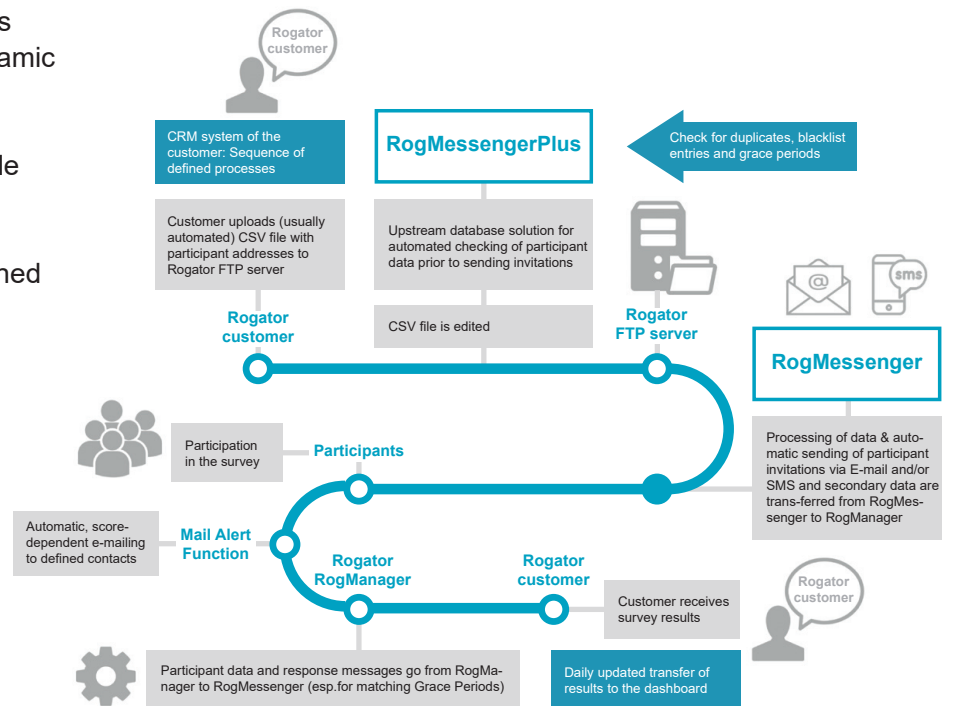 s
amic
le
ned
Rogator
customer
CRM system of the
customer: Sequence of
defined processes
RogMessengerPlus
Check for duplicates, blacklist
entries and grace periods
Customer uploads (usually
automated) CSV file with
participant addresses to
Rogator FTP server
Upstream database solution for
automated checking of participant
data prior to sending invitations
CSV file is edited
Rogator
customer
Rogator
FTP server
@
sms
RogMessenger
Processing of data & auto-
matic sending of participant
invitations via E-mail and/or
SMS and secondary data are
trans-ferred from RogMes-
senger to RogManager
Participation
in the survey
Participants
Automatic, score-
dependent e-mailing
to defined contacts
Mail Alert
Function
Rogator
RogManager
Rogator
customer
Customer receives
survey results
Rogator
customer
Participant data and response messages go from RogMa-
nager to RogMessenger (esp.for matching Grace Periods)
Daily updated transfer of
results to the dashboard